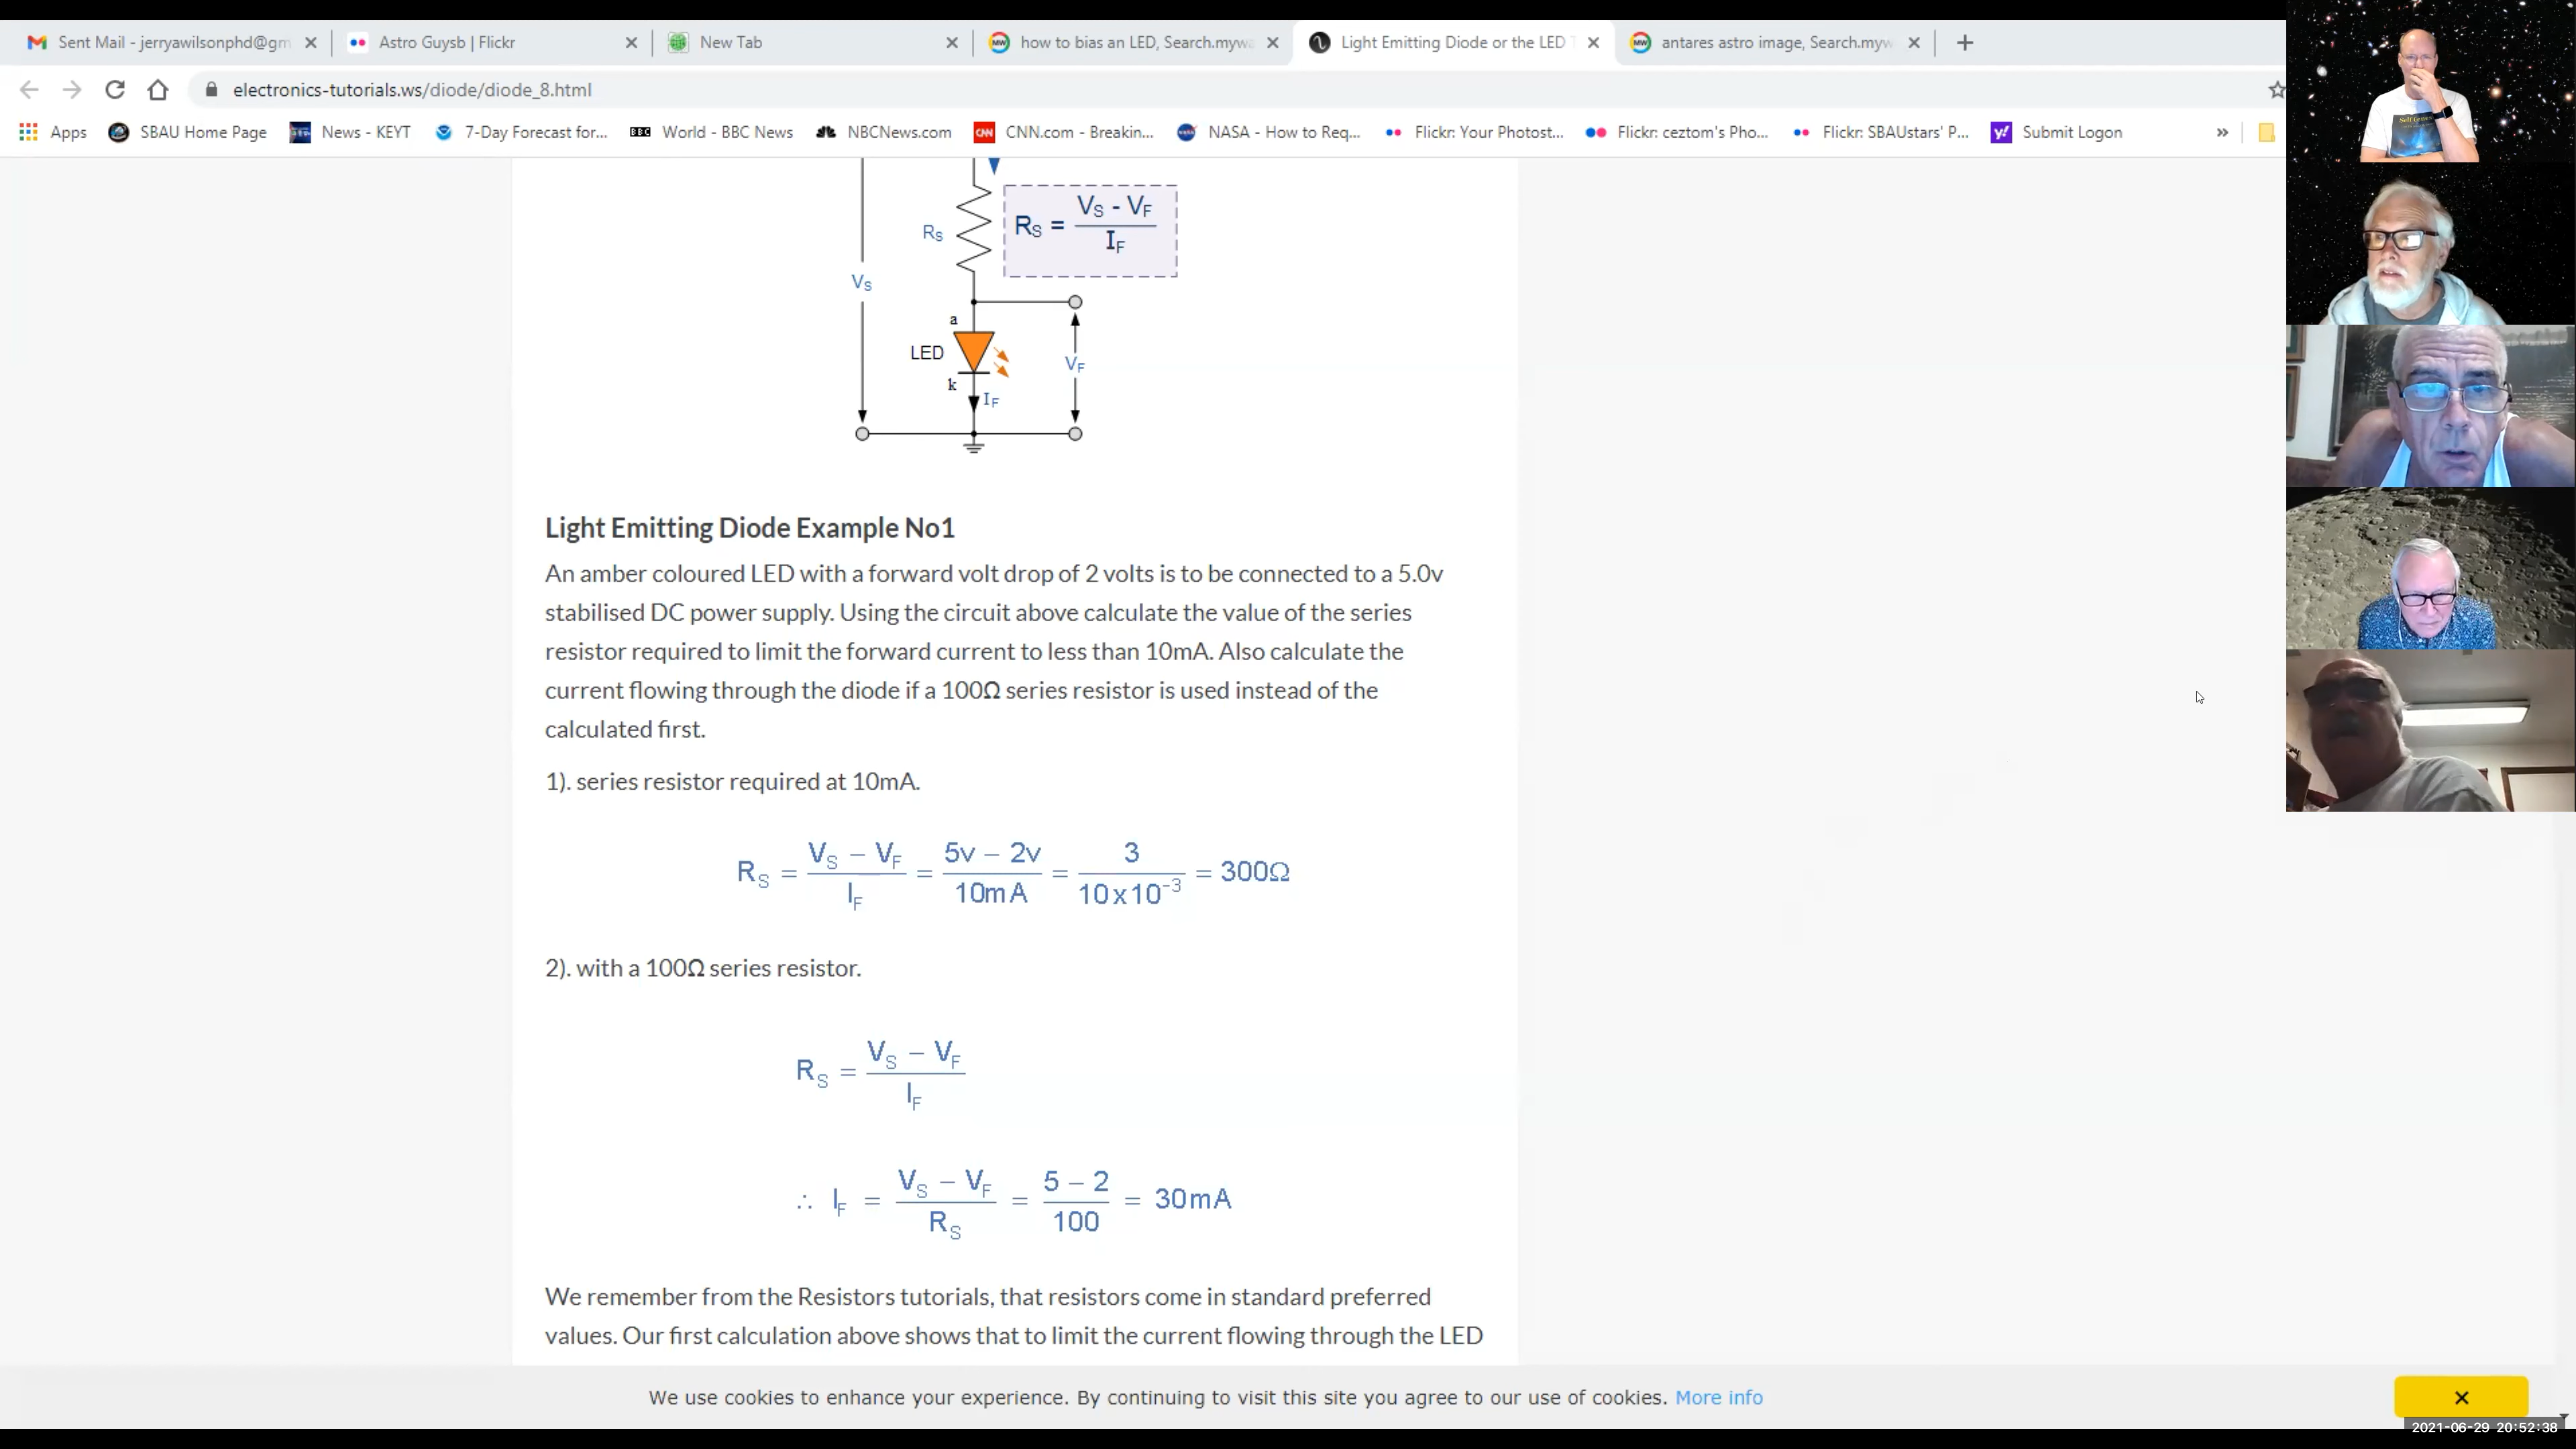 Sent Mail - jerryawilsonphd@gm
Astro Guysb | Flickr
New Tab
how to bias an LED, Search.mywa
Light Emitting Diode or the LED T
antares astro image, Search.myw
electronics-tutorials.ws/diode/diode_8.html
Apps
SBAU Home Page
News - KEYT
7-Day Forecast for...
BBC
World - BBC News
NBCNews.com
CNN
CNN.com - Breakin...
NASA - How to Req...
Flickr: Your Photost...
Flickr: ceztom's Pho...
Flickr: SBAUstars' P...
y!
Submit Logon
»
RS
RS = VS - VF / IF
VS
a
LED
k
IF
VF
Light Emitting Diode Example No1
An amber coloured LED with a forward volt drop of 2 volts is to be connected to a 5.0v
stabilised DC power supply. Using the circuit above calculate the value of the series
resistor required to limit the forward current to less than 10mA. Also calculate the
current flowing through the diode if a 100Ω series resistor is used instead of the
calculated first.
1). series resistor required at 10mA.
RS = VS − VF / IF = 5v − 2v / 10mA = 3 / 10x10⁻³ = 300Ω
2). with a 100Ω series resistor.
RS = VS − VF / IF
∴ IF = VS − VF / RS = 5 − 2 / 100 = 30mA
We remember from the Resistors tutorials, that resistors come in standard preferred
values. Our first calculation above shows that to limit the current flowing through the LED
We use cookies to enhance your experience. By continuing to visit this site you agree to our use of cookies. More info
2021-06-29 20:52:38